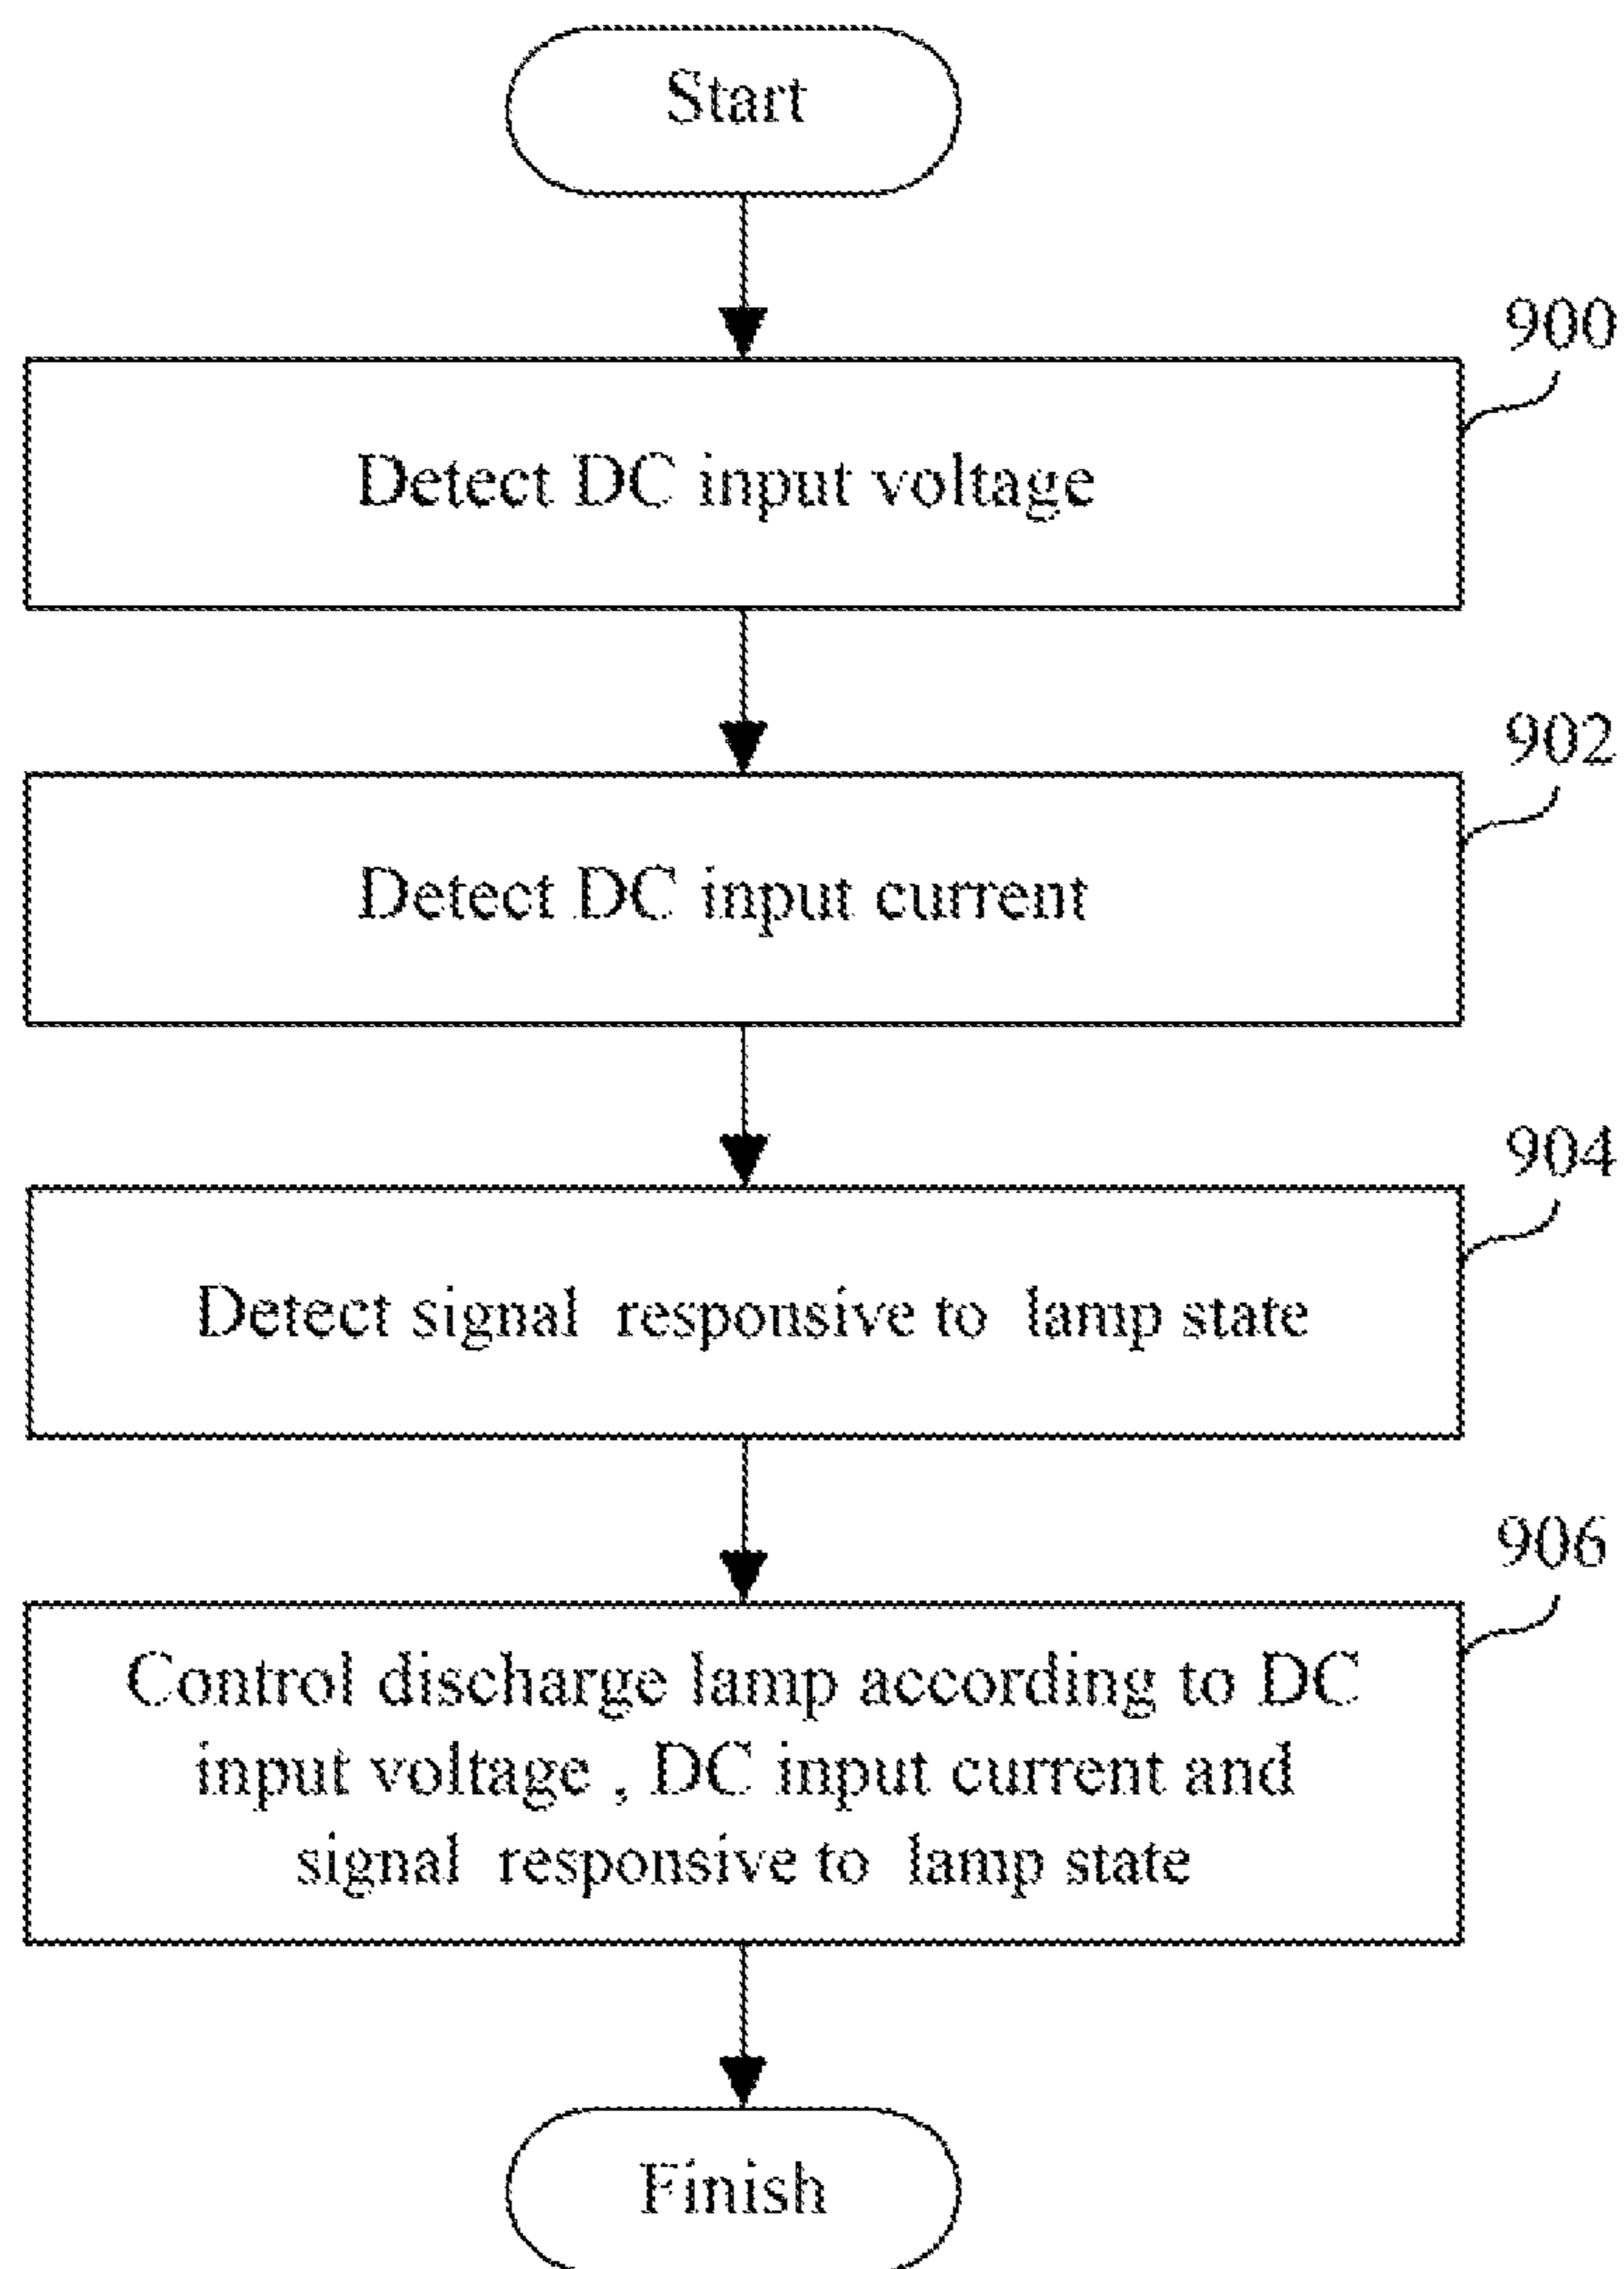 Start
900
Detect DC input voltage
902
Detect DC input current
904
Detect signal responsive to lamp state
906
Control discharge lamp according to DC
input voltage , DC input current and
signal responsive to lamp state
Finish